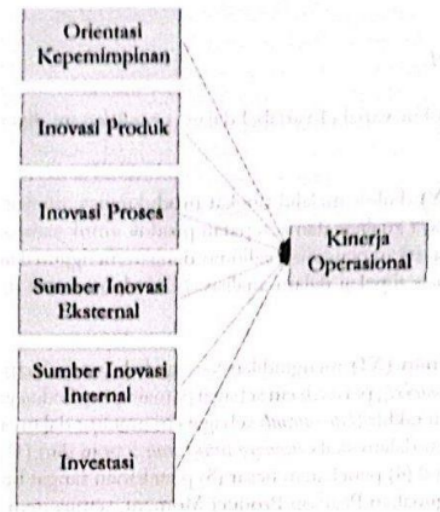 Orientasi
Kepemimpinan
Inovasi Produk
Inovasi Proses
Kinerja
Operasional
Sumber Inovasi
Eksternal
Sumber Inovasi
Internal
Investasi